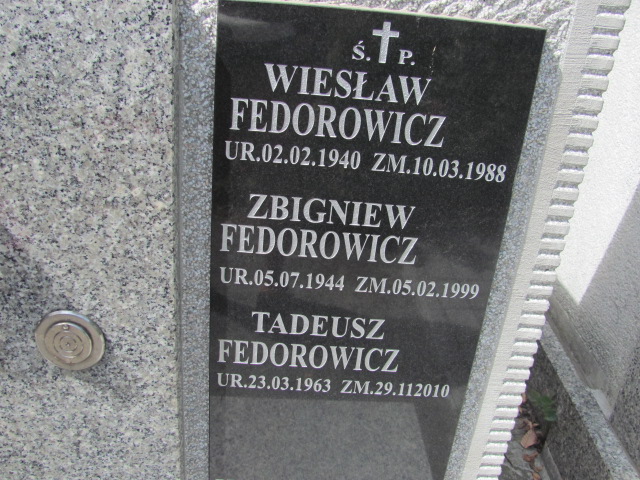 Ś. P.
WIESŁAW
FEDOROWICZ
UR.02.02.1940 ZM.10.03.1988
ZBIGNIEW
FEDOROWICZ
UR.05.07.1944 ZM.05.02.1999
TADEUSZ
FEDOROWICZ
UR.23.03.1963 ZM.29.112010